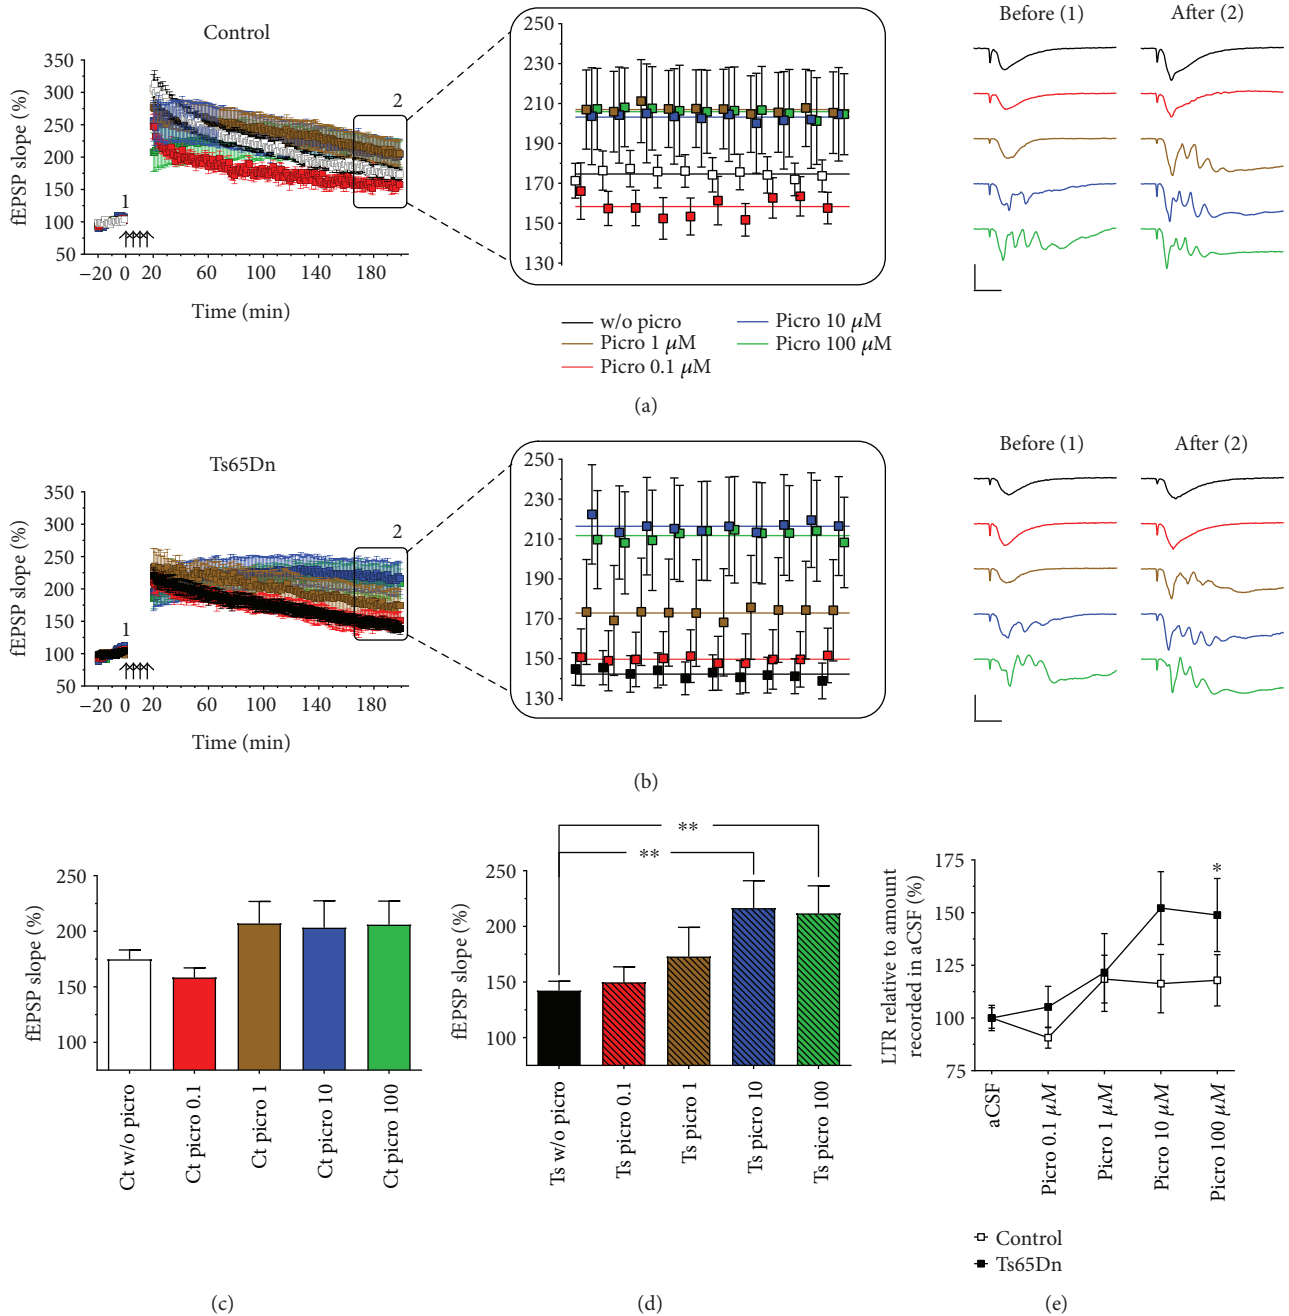 Control
fEPSP slope (%)
350
300
250
200
150
100
50
1
2
−20 0 20 60 100 140 180
Time (min)
250
230
210
190
170
150
130
Before (1) After (2)
w/o picro
Picro 1 μM
Picro 0.1 μM
Picro 10 μM
Picro 100 μM
(a)
Ts65Dn
fEPSP slope (%)
350
300
250
200
150
100
50
1
2
−20 0 20 60 100 140 180
Time (min)
250
230
210
190
170
150
130
Before (1) After (2)
(b)
fEPSP slope (%)
250
200
150
100
Ct w/o picro
Ct picro 0.1
Ct picro 1
Ct picro 10
Ct picro 100
(c)
fEPSP slope (%)
250
200
150
100
**
**
Ts w/o picro
Ts picro 0.1
Ts picro 1
Ts picro 10
Ts picro 100
(d)
LTR relative to amount
recorded in aCSF (%)
175
150
125
100
75
*
aCSF
Picro 0.1 μM
Picro 1 μM
Picro 10 μM
Picro 100 μM
Control
Ts65Dn
(e)